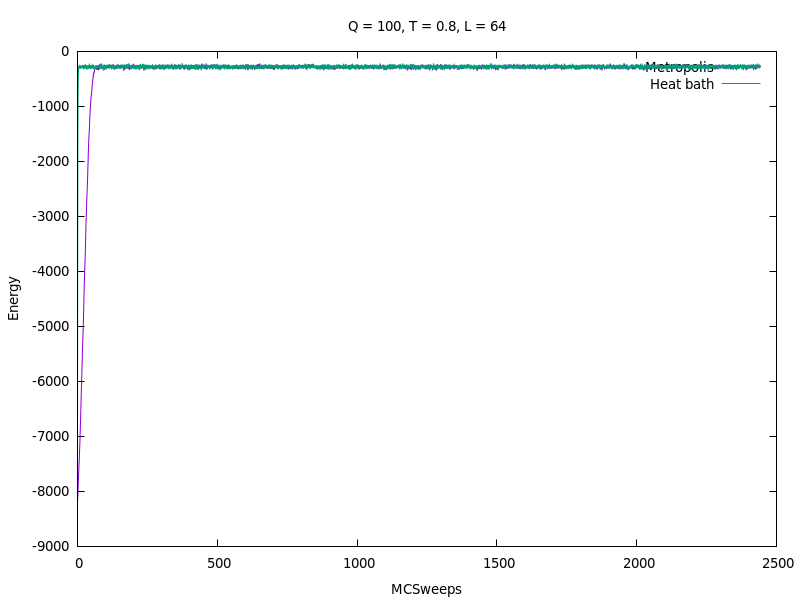 Q = 100, T = 0.8, L = 64
0
-1000
-2000
-3000
-4000
-5000
-6000
-7000
-8000
-9000
Energy
Metropolis
Heat bath
0 500 1000 1500 2000 2500
MCSweeps